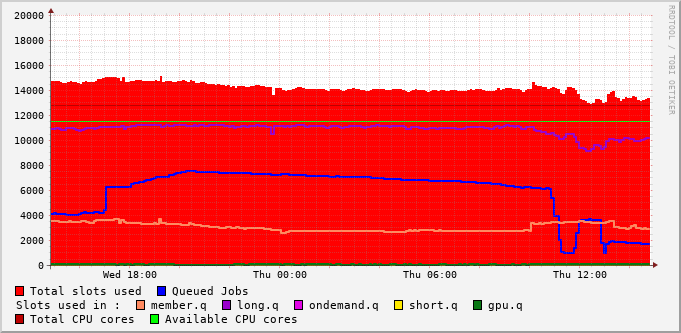 20000
18000
16000
14000
12000
10000
8000
6000
4000
2000
0
Wed 18:00 Thu 00:00 Thu 06:00 Thu 12:00
RRDTOOL / TOBI OETIKER
Total slots used Queued Jobs
Slots used in : member.q long.q ondemand.q short.q gpu.q
Total CPU cores Available CPU cores